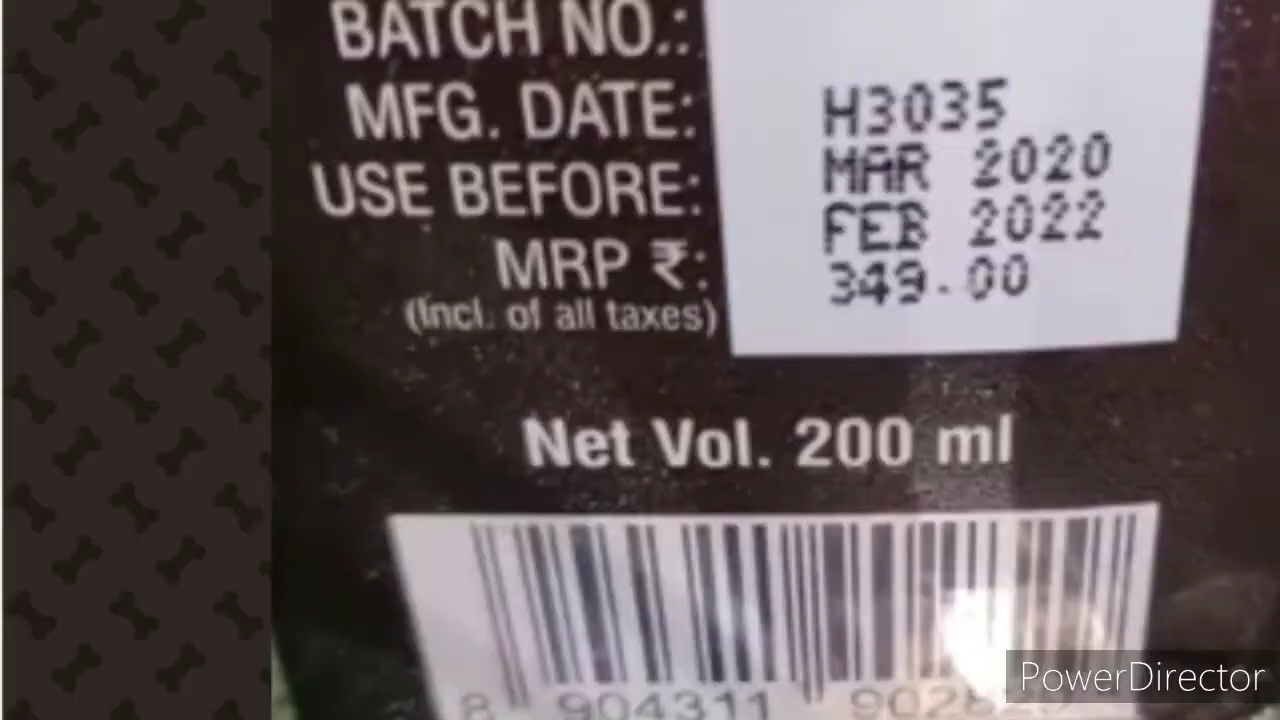 BATCH NO.:
MFG. DATE: H3035
USE BEFORE: MAR 2020
MRP ₹: FEB 2022
(Incl. of all taxes) 349.00
Net Vol. 200 ml
8 904311
PowerDirector